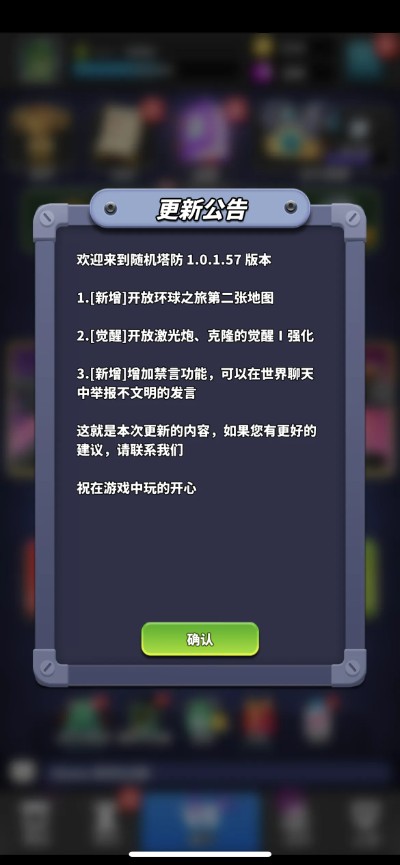 更新公告
欢迎来到随机塔防 1.0.1.57 版本
1.[新增]开放环球之旅第二张地图
2.[觉醒]开放激光炮、克隆的觉醒Ⅰ强化
3.[新增]增加禁言功能，可以在世界聊天
中举报不文明的发言
这就是本次更新的内容，如果您有更好的
建议，请联系我们
祝在游戏中玩的开心
确认